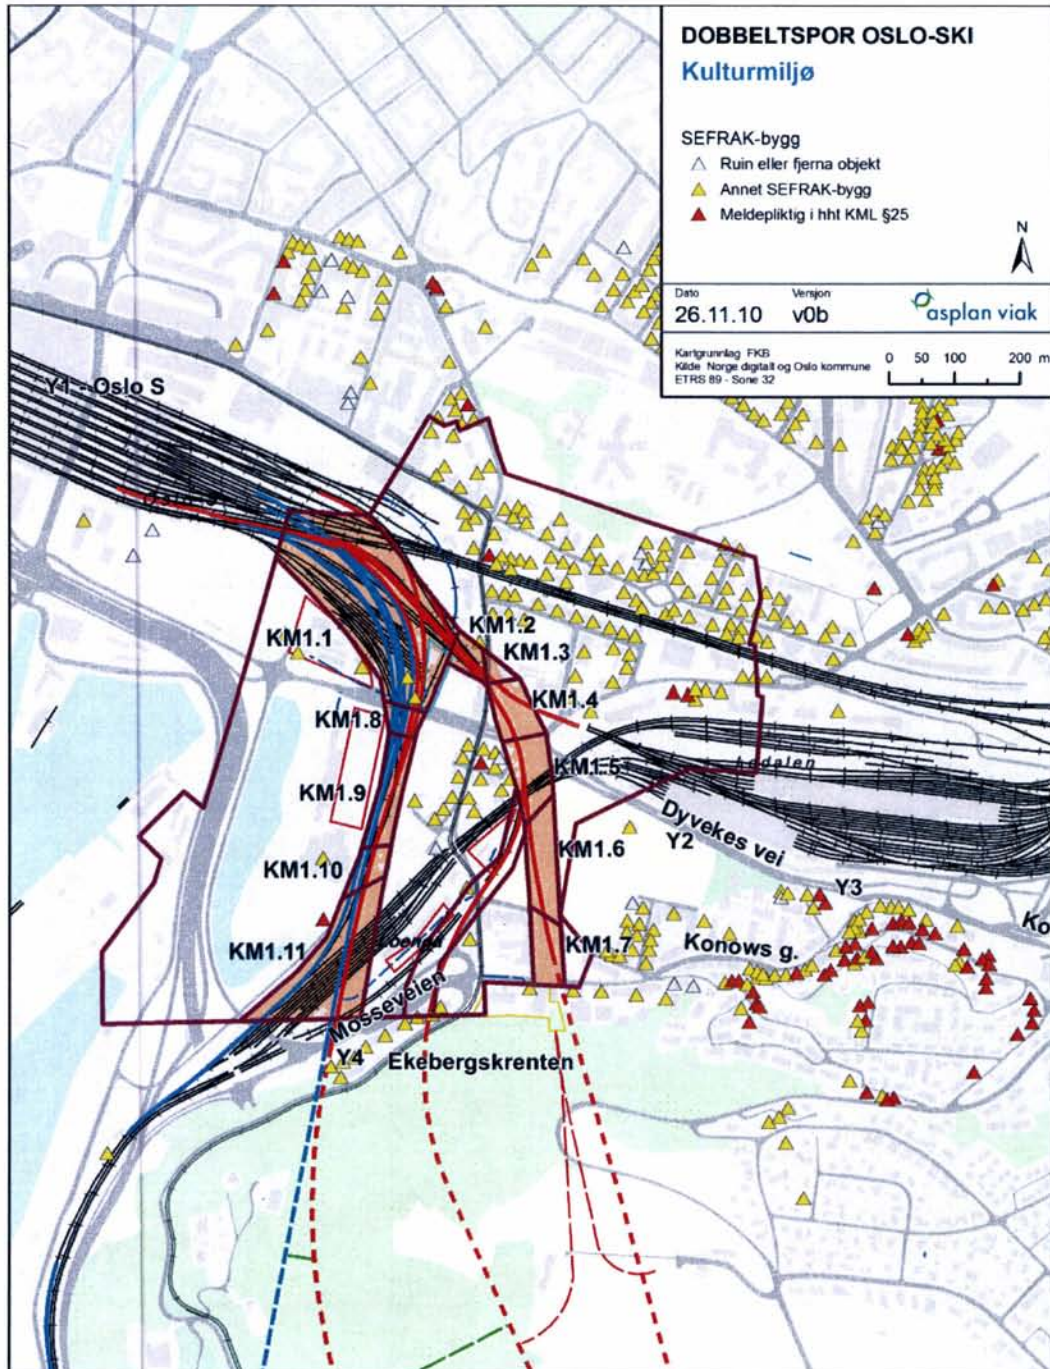 DOBBELTSPOR OSLO-SKI
Kulturmiljø
SEFRAK-bygg
Ruin eller fjerna objekt
Annet SEFRAK-bygg
Meldepliktig i hht KML §25
N
Dato
26.11.10
Versjon
v0b
asplan viak
Kartgrunnlag FKB
Kilde Norge digitalt og Oslo kommune
ETRS 89 - Sone 32
0 50 100 200 m
Y1 - Oslo S
KM1.1
KM1.2
KM1.3
KM1.4
KM1.8
KM1.5
Lodalen
KM1.9
Dyvekes vei
Y2
KM1.6
KM1.10
Y3
Ko
KM1.11
Loenga
KM1.7
Konows g.
Mosseveien
Y4
Ekebergskrenten